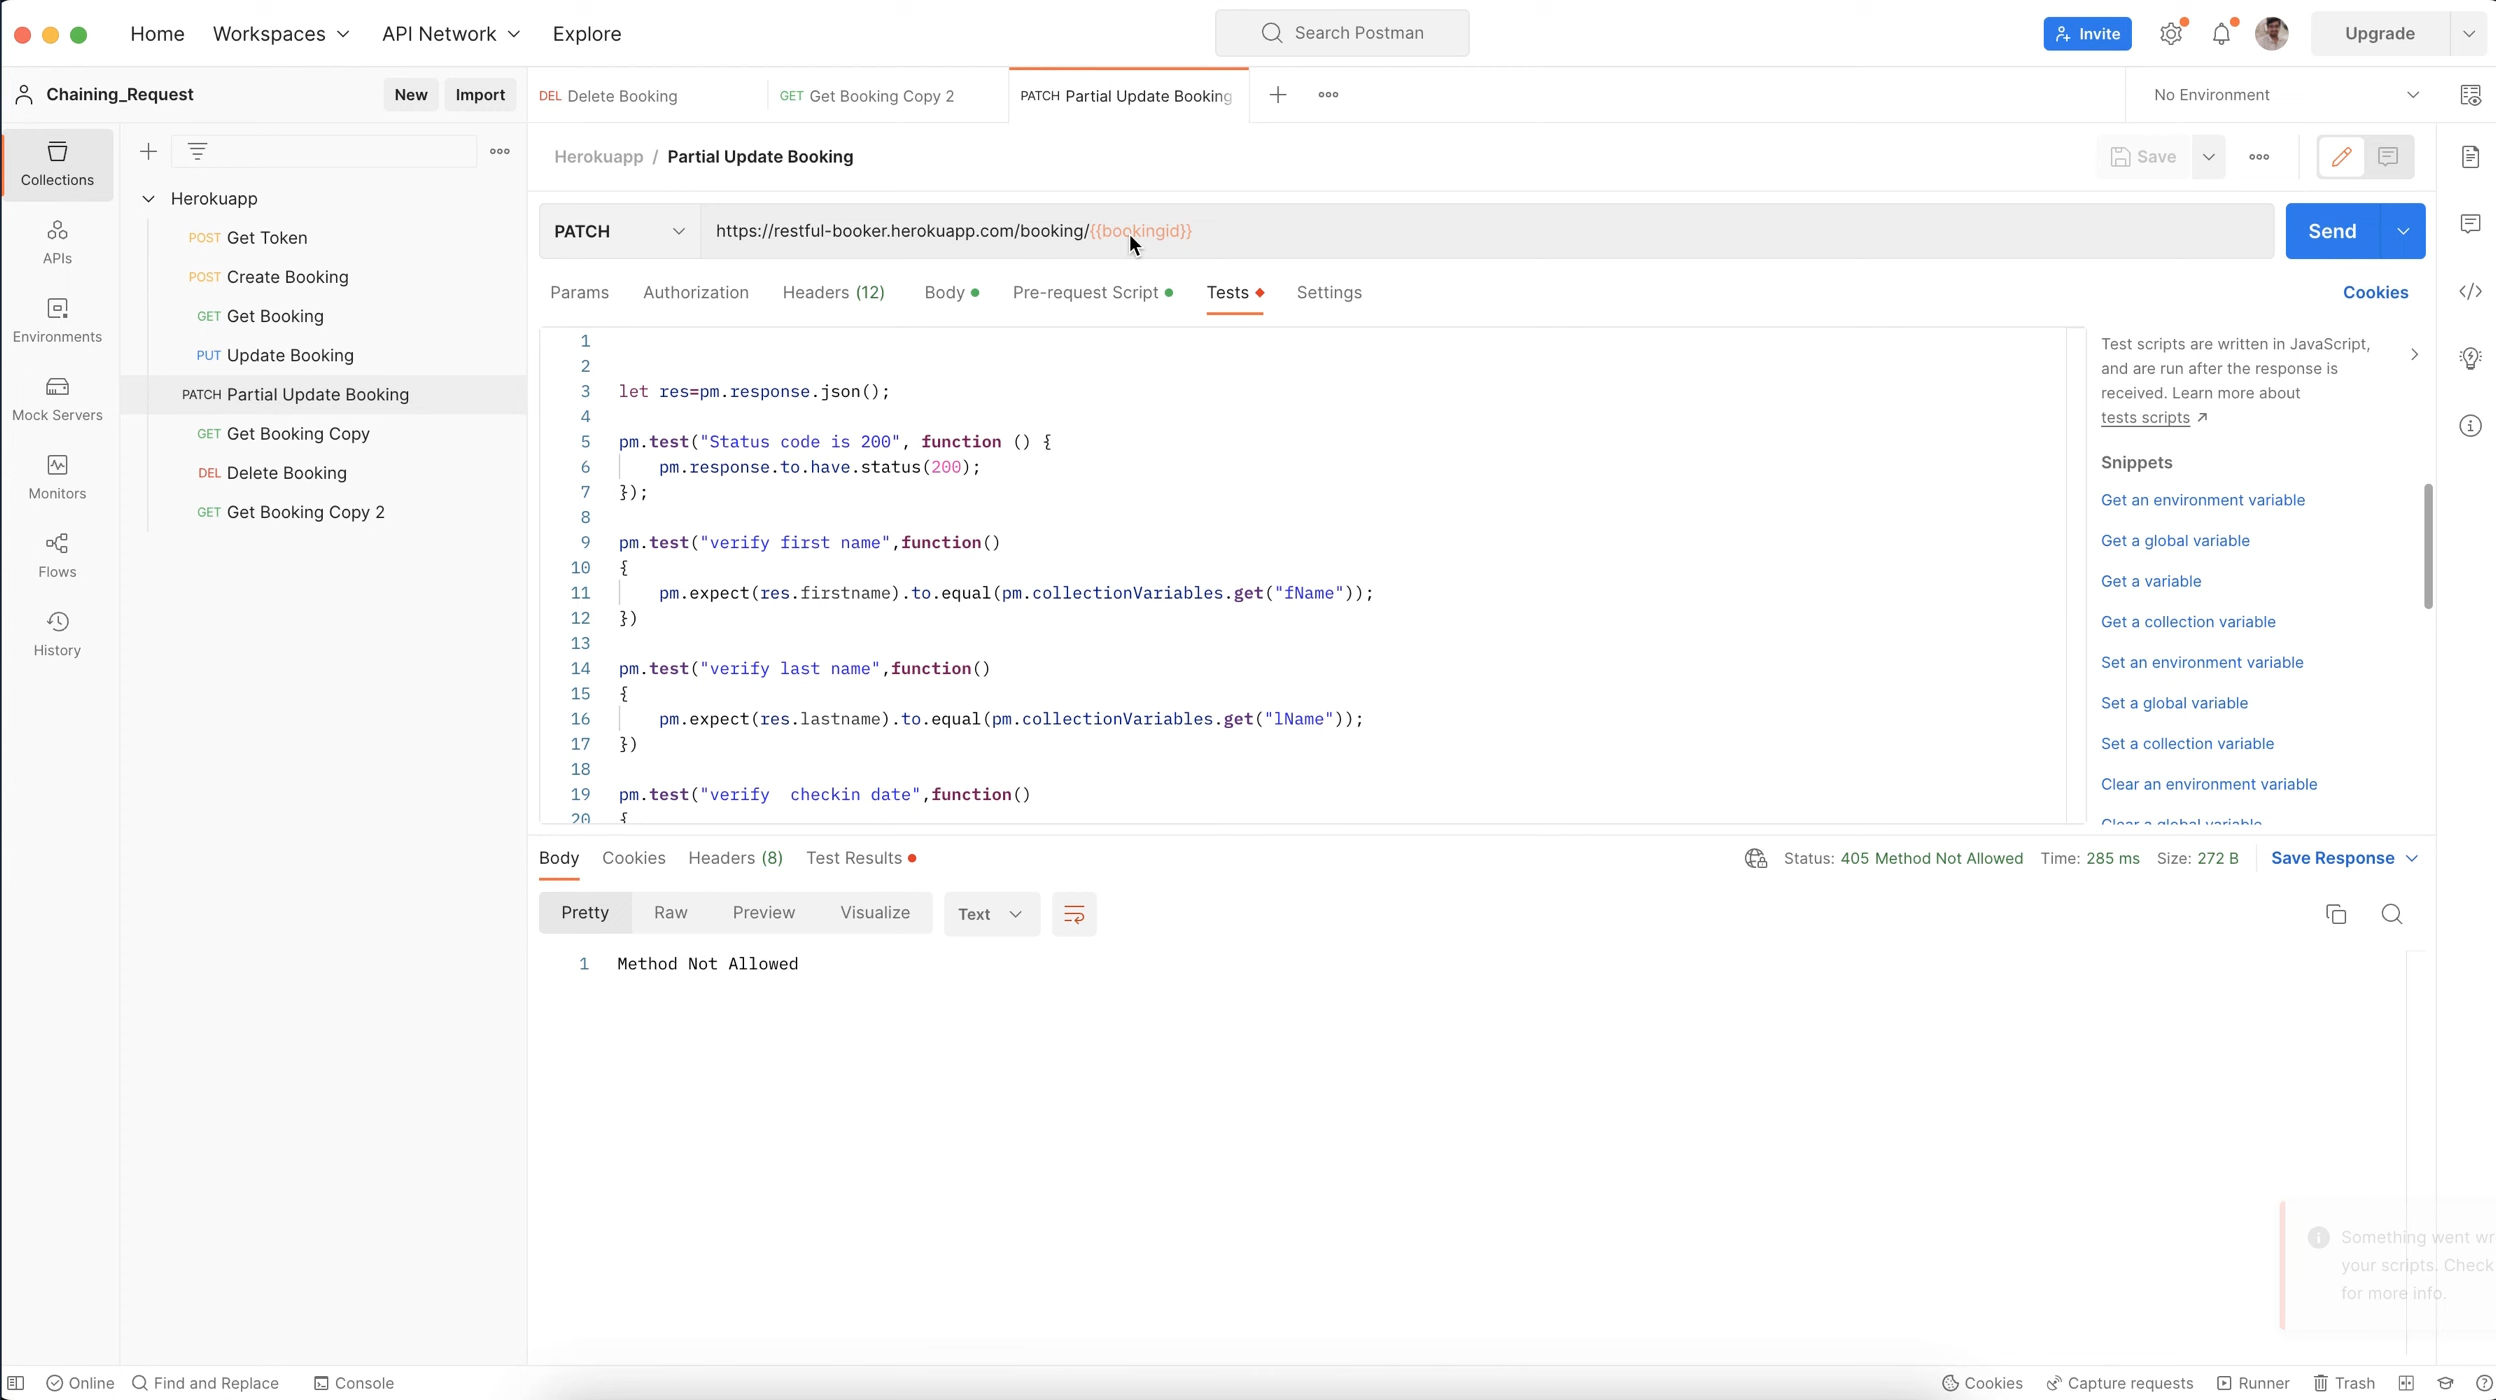 Home Workspaces API Network Explore
Search Postman
Invite
Upgrade
Chaining_Request
New Import
DEL Delete Booking
GET Get Booking Copy 2
PATCH Partial Update Booking
No Environment
Collections
APIs
Environments
Mock Servers
Monitors
Flows
History
Herokuapp
POST Get Token
POST Create Booking
GET Get Booking
PUT Update Booking
PATCH Partial Update Booking
GET Get Booking Copy
DEL Delete Booking
GET Get Booking Copy 2
Herokuapp / Partial Update Booking
Save
PATCH
https://restful-booker.herokuapp.com/booking/{{bookingid}}
Send
Params Authorization Headers (12) Body Pre-request Script Tests Settings
Cookies
1
2
3 let res=pm.response.json();
4
5 pm.test("Status code is 200", function () {
6 pm.response.to.have.status(200);
7 });
8
9 pm.test("verify first name",function()
10 {
11 pm.expect(res.firstname).to.equal(pm.collectionVariables.get("fName"));
12 })
13
14 pm.test("verify last name",function()
15 {
16 pm.expect(res.lastname).to.equal(pm.collectionVariables.get("lName"));
17 })
18
19 pm.test("verify  checkin date",function()
20 {
Test scripts are written in JavaScript,
and are run after the response is
received. Learn more about
tests scripts
Snippets
Get an environment variable
Get a global variable
Get a variable
Get a collection variable
Set an environment variable
Set a global variable
Set a collection variable
Clear an environment variable
Clear a global variable
Body Cookies Headers (8) Test Results
Status: 405 Method Not Allowed Time: 285 ms Size: 272 B
Save Response
Pretty Raw Preview Visualize Text
1 Method Not Allowed
Something went wr
your scripts. Check
for more info.
Online Find and Replace Console
Cookies Capture requests Runner Trash